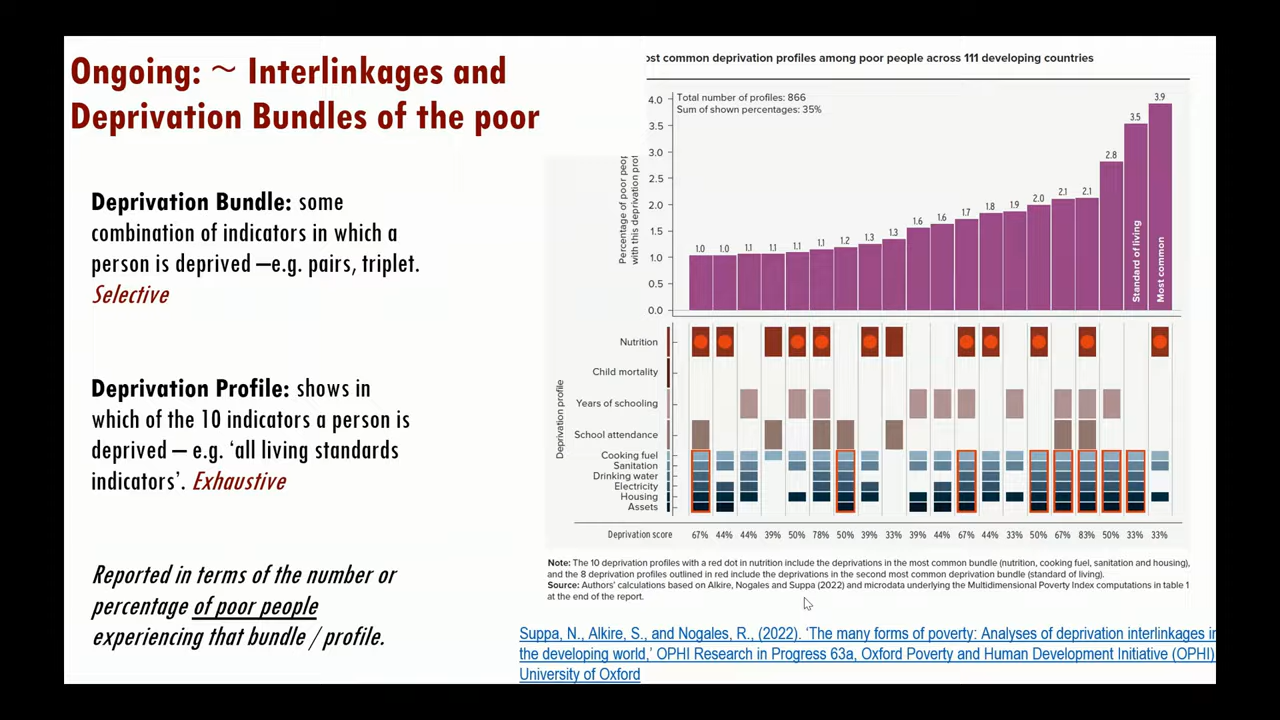 Ongoing: ~ Interlinkages and
Deprivation Bundles of the poor
Deprivation Bundle: some
combination of indicators in which a
person is deprived –e.g. pairs, triplet.
Selective
Deprivation Profile: shows in
which of the 10 indicators a person is
deprived – e.g. ‘all living standards
indicators’. Exhaustive
Reported in terms of the number or
percentage of poor people
experiencing that bundle / profile.
ost common deprivation profiles among poor people across 111 developing countries
Total number of profiles: 866
Sum of shown percentages: 35%
Percentage of poor peop
with this deprivation prof
4.0
3.5
3.0
2.5
2.0
1.5
1.0
0.5
0.0
1.0 1.0 1.1 1.1 1.1 1.1 1.2 1.3 1.3 1.6 1.6 1.7 1.8 1.9 2.0 2.1 2.1 2.8 3.5 3.9
Standard of living
Most common
Deprivation profile
Nutrition
Child mortality
Years of schooling
School attendance
Cooking fuel
Sanitation
Drinking water
Electricity
Housing
Assets
Deprivation score 67% 44% 44% 39% 50% 78% 50% 39% 33% 39% 44% 67% 44% 33% 50% 67% 83% 50% 33% 33%
Note: The 10 deprivation profiles with a red dot in nutrition include the deprivations in the most common bundle (nutrition, cooking fuel, sanitation and housing),
and the 8 deprivation profiles outlined in red include the deprivations in the second most common deprivation bundle (standard of living).
Source: Authors’ calculations based on Alkire, Nogales and Suppa (2022) and microdata underlying the Multidimensional Poverty Index computations in table 1
at the end of the report.
Suppa, N., Alkire, S., and Nogales, R., (2022). ‘The many forms of poverty: Analyses of deprivation interlinkages in
the developing world,’ OPHI Research in Progress 63a, Oxford Poverty and Human Development Initiative (OPHI)
University of Oxford